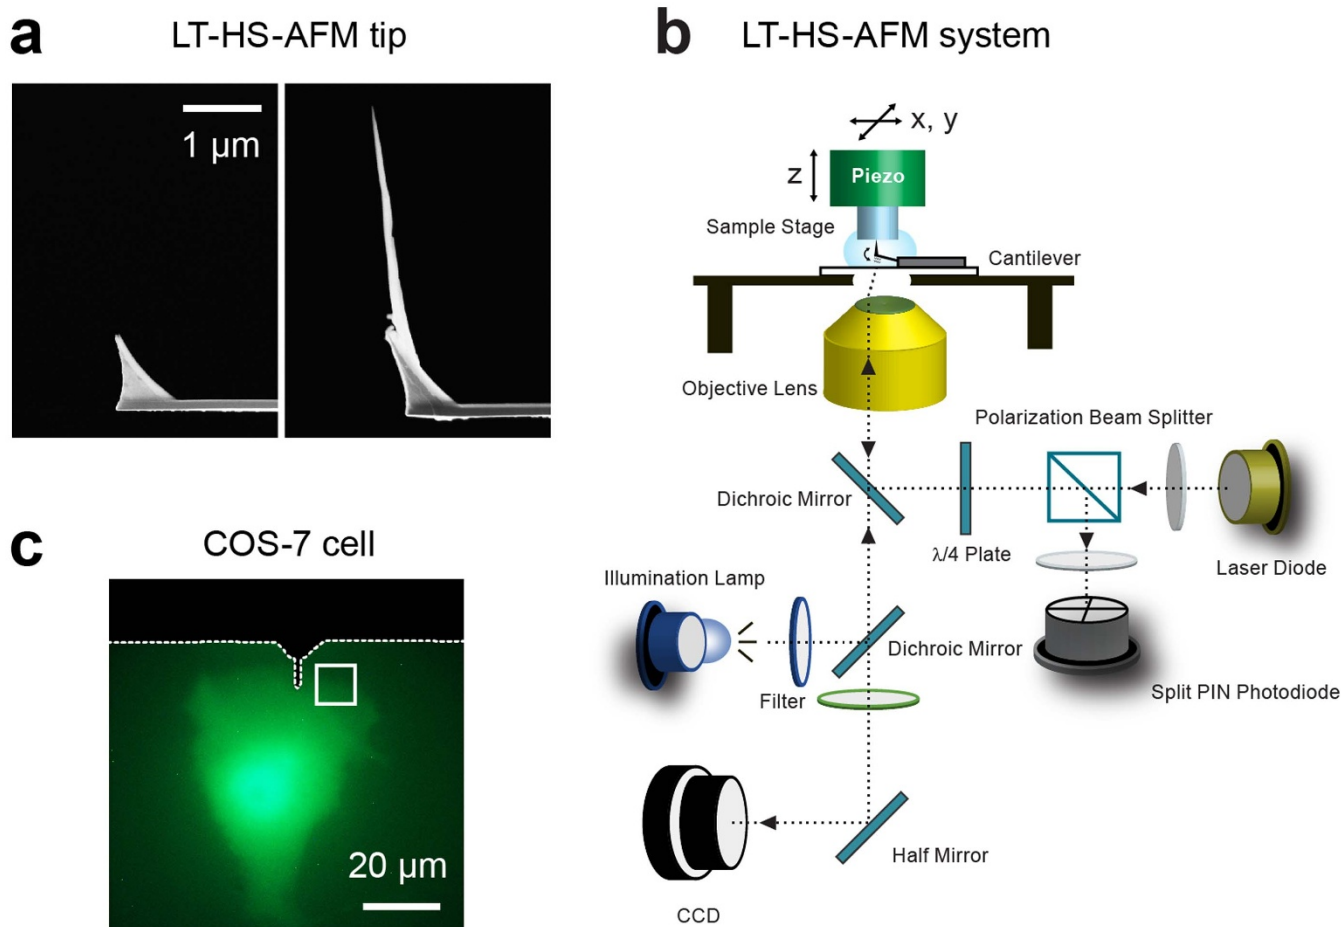 a
LT-HS-AFM tip
1 μm
b
LT-HS-AFM system
x, y
z
Piezo
Sample Stage
Cantilever
Objective Lens
Polarization Beam Splitter
Dichroic Mirror
λ/4 Plate
Laser Diode
Illumination Lamp
Dichroic Mirror
Filter
Split PIN Photodiode
Half Mirror
CCD
c
COS-7 cell
20 μm